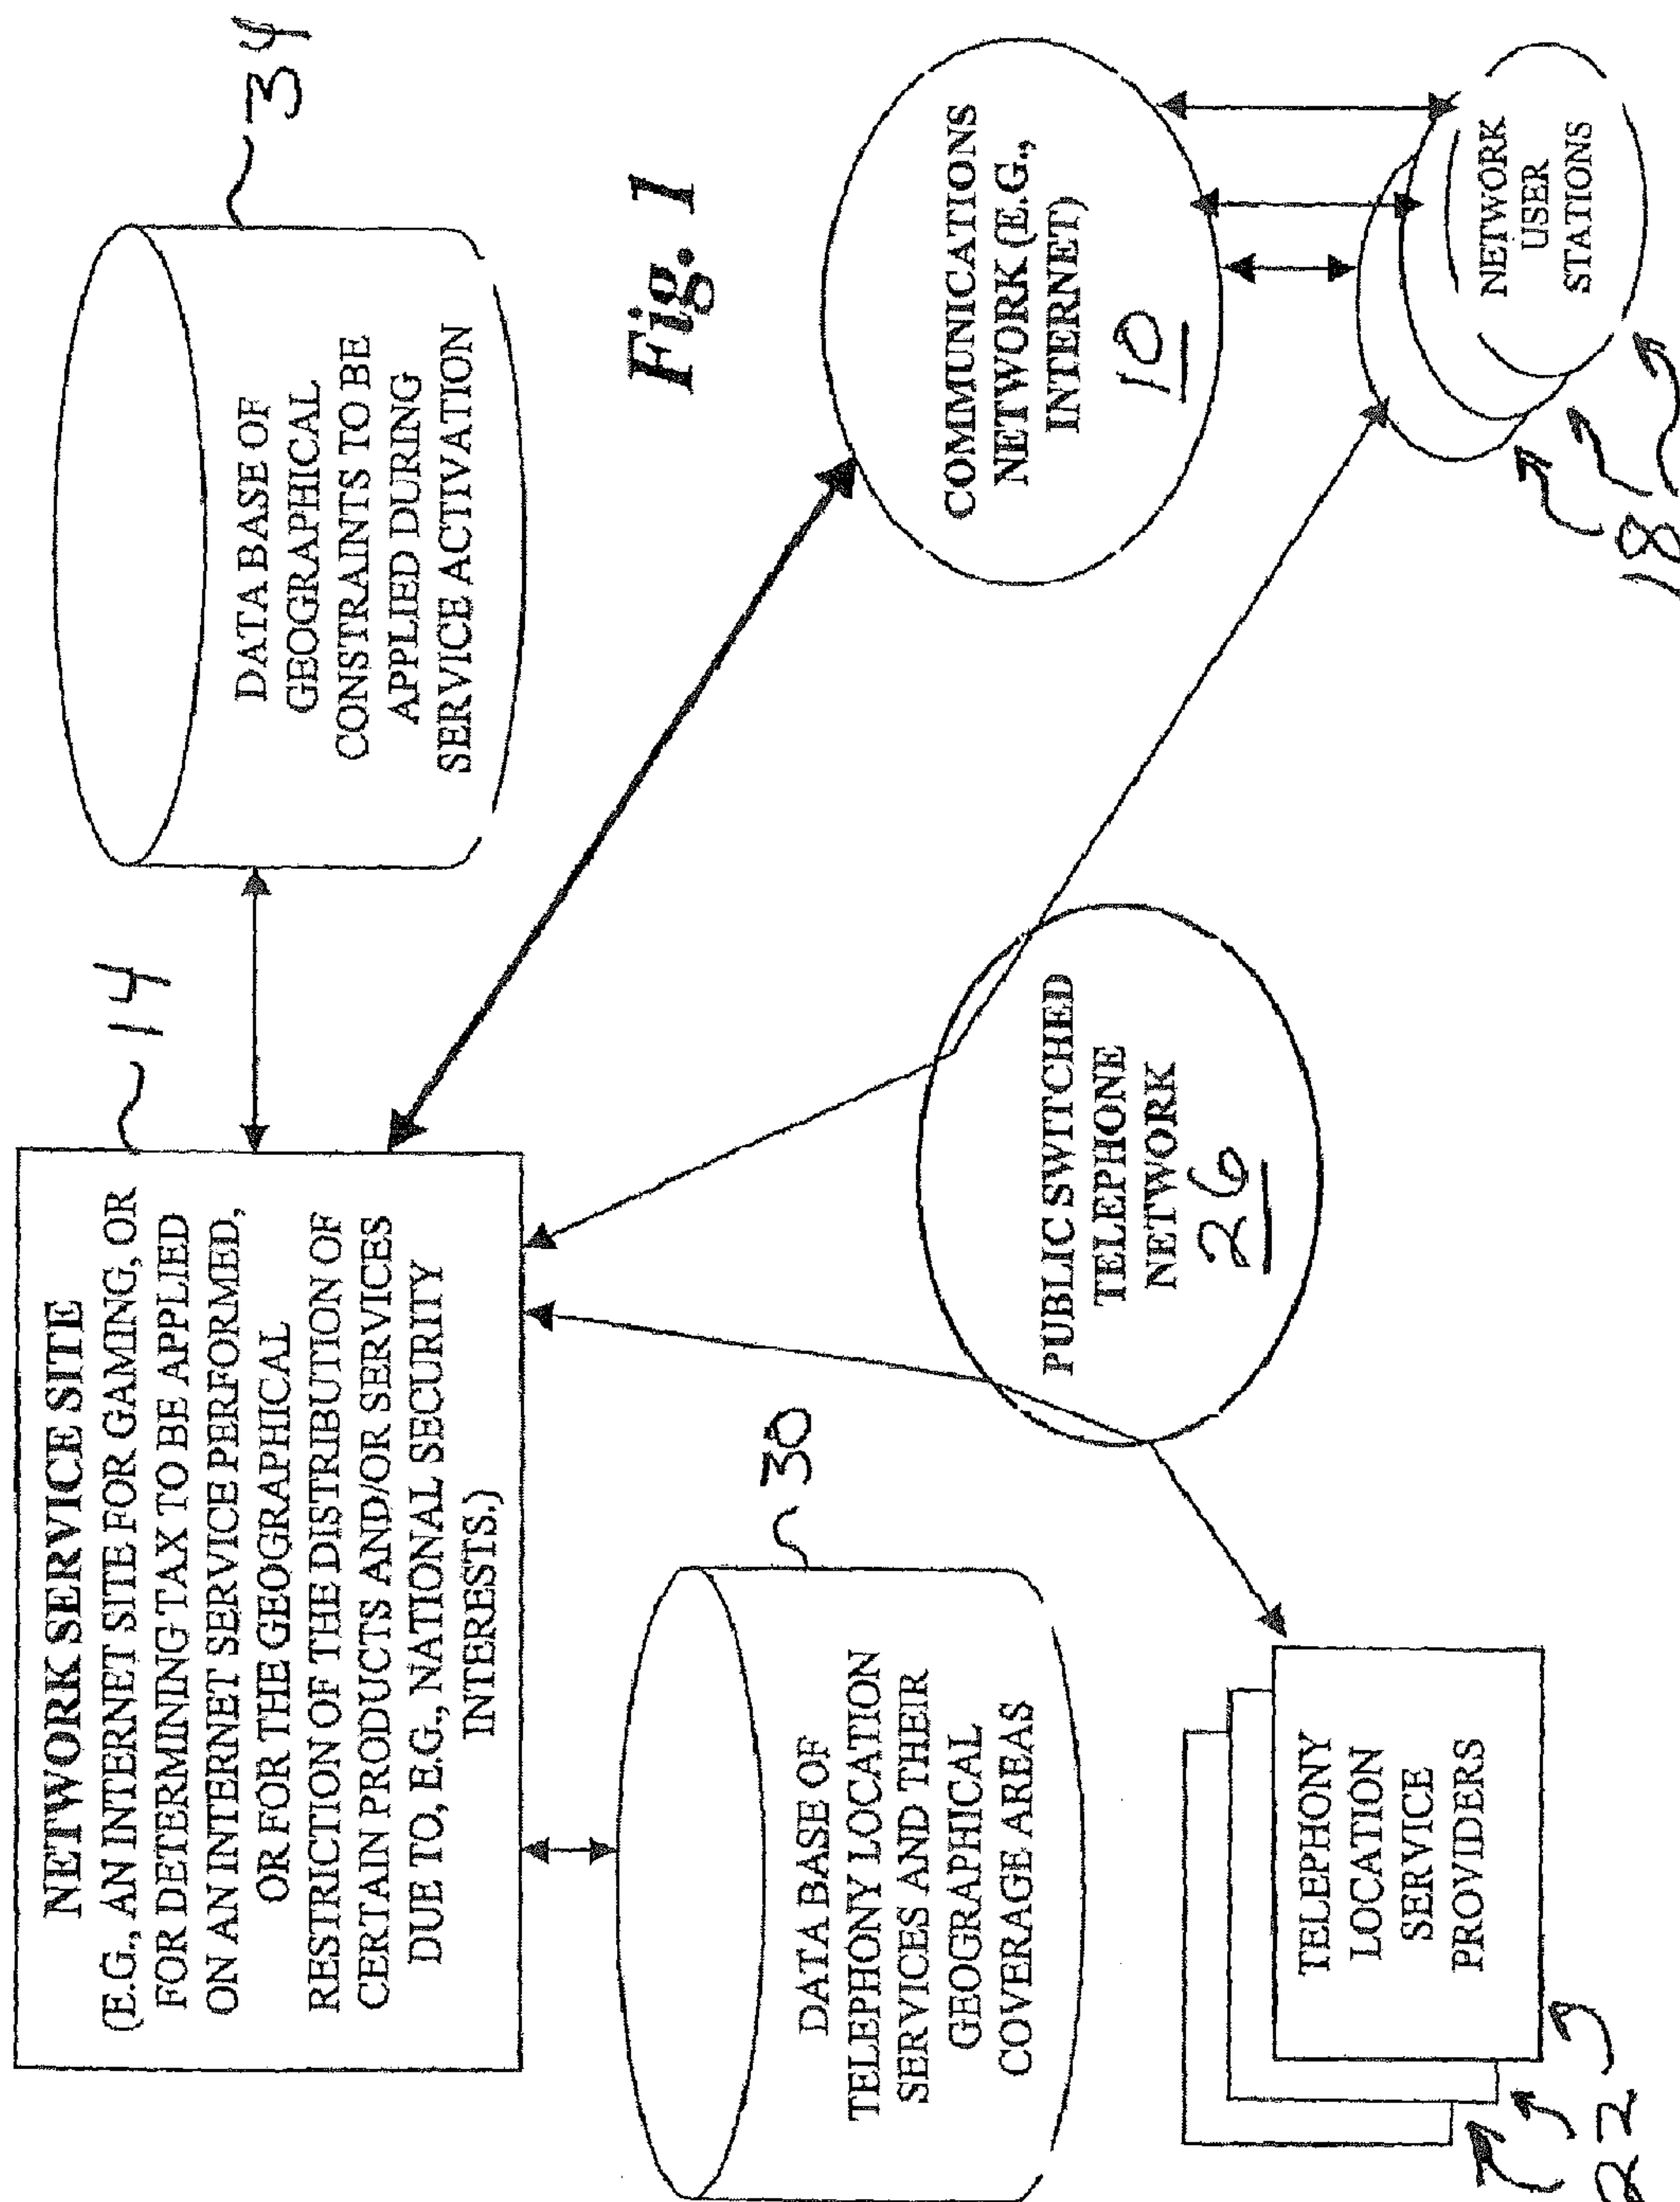 NETWORK SERVICE SITE
(E.G., AN INTERNET SITE FOR GAMING, OR
FOR DETERMINING TAX TO BE APPLIED
ON AN INTERNET SERVICE PERFORMED,
OR FOR THE GEOGRAPHICAL
RESTRICTION OF THE DISTRIBUTION OF
CERTAIN PRODUCTS AND/OR SERVICES
DUE TO, E.G., NATIONAL SECURITY
INTERESTS.)
14
DATA BASE OF
GEOGRAPHICAL
CONSTRAINTS TO BE
APPLIED DURING
SERVICE ACTIVATION
34
DATA BASE OF
TELEPHONY LOCATION
SERVICES AND THEIR
GEOGRAPHICAL
COVERAGE AREAS
30
Fig. 1
PUBLIC SWITCHED
TELEPHONE
NETWORK
26
COMMUNICATIONS
NETWORK (E.G.,
INTERNET)
10
TELEPHONY
LOCATION
SERVICE
PROVIDERS
22
NETWORK
USER
STATIONS
18